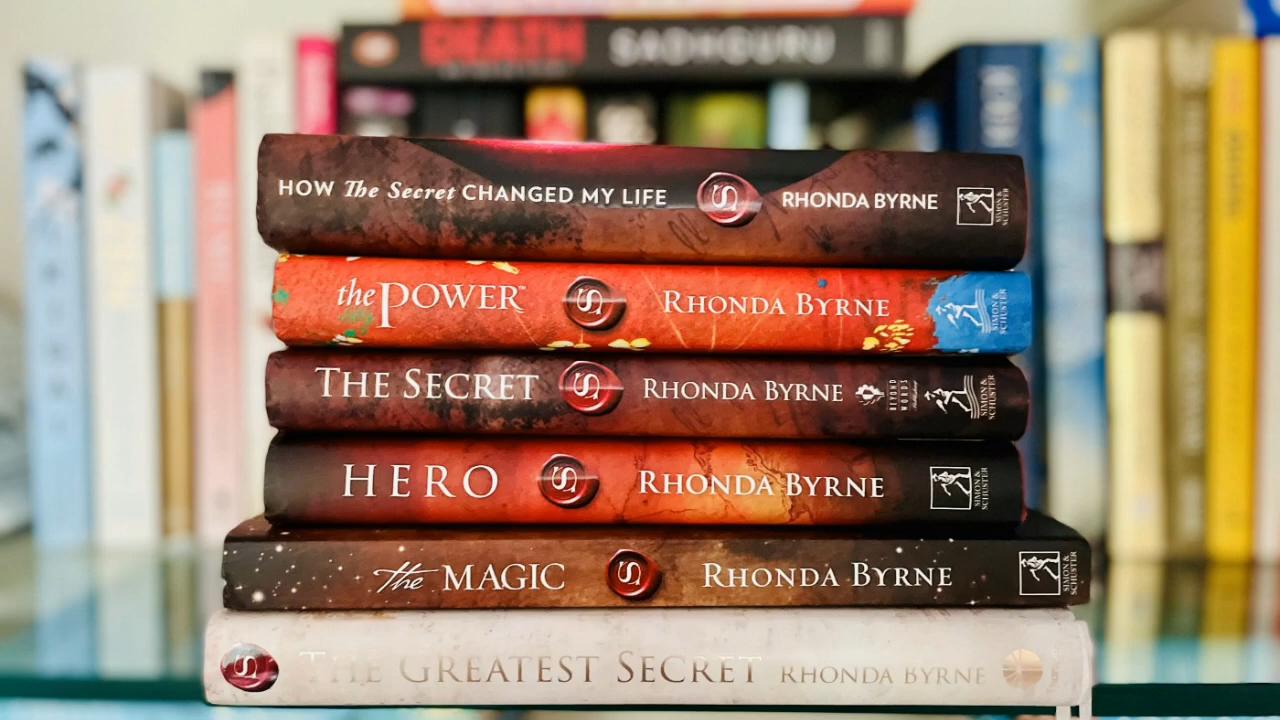 DEATH SADHGURU
HOW The Secret CHANGED MY LIFE S RHONDA BYRNE SIMON & SCHUSTER
the POWER™ S RHONDA BYRNE SIMON & SCHUSTER
THE SECRET S RHONDA BYRNE BEYOND WORDS SIMON & SCHUSTER
HERO S RHONDA BYRNE SIMON & SCHUSTER
the MAGIC S RHONDA BYRNE SIMON & SCHUSTER
S THE GREATEST SECRET RHONDA BYRNE